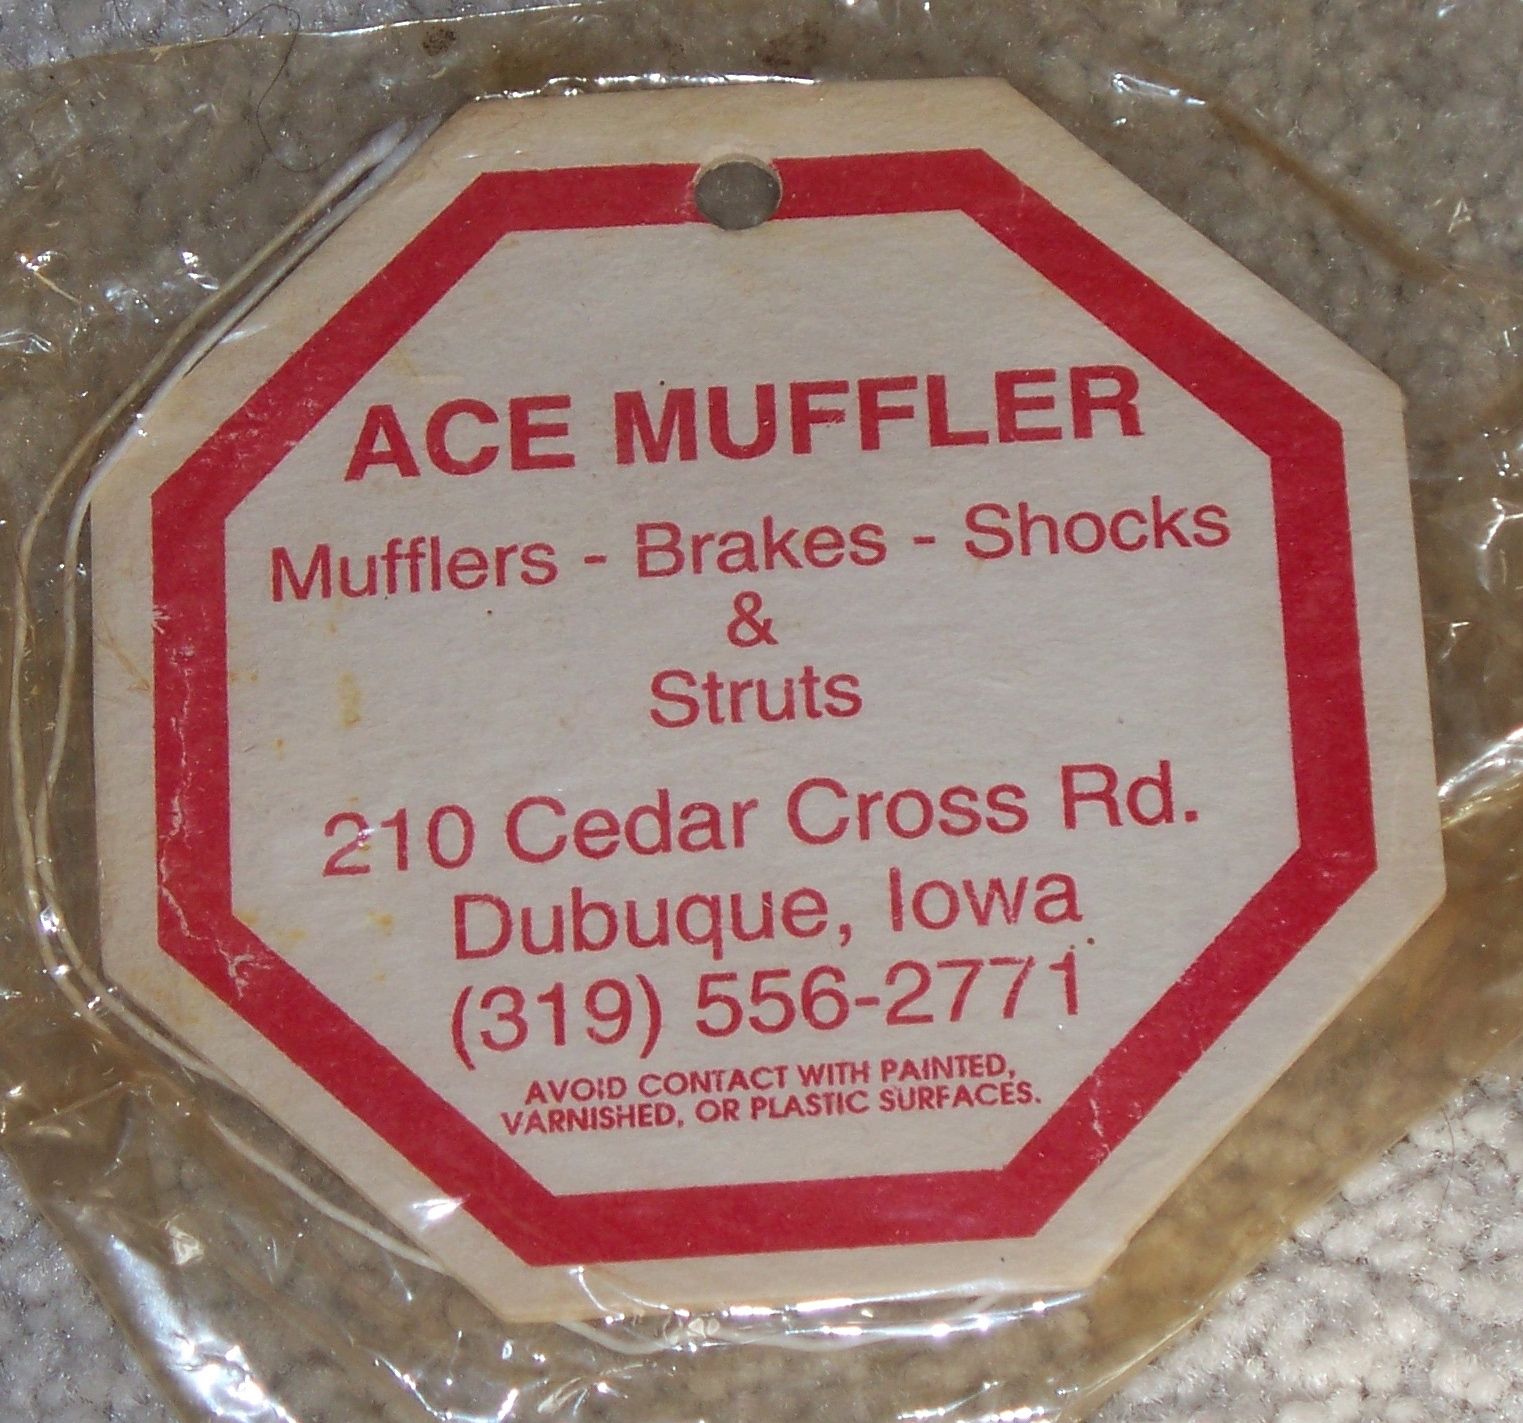 ACE MUFFLER
Mufflers - Brakes - Shocks
&
Struts
210 Cedar Cross Rd.
Dubuque, Iowa
(319) 556-2771
AVOID CONTACT WITH PAINTED,
VARNISHED, OR PLASTIC SURFACES.